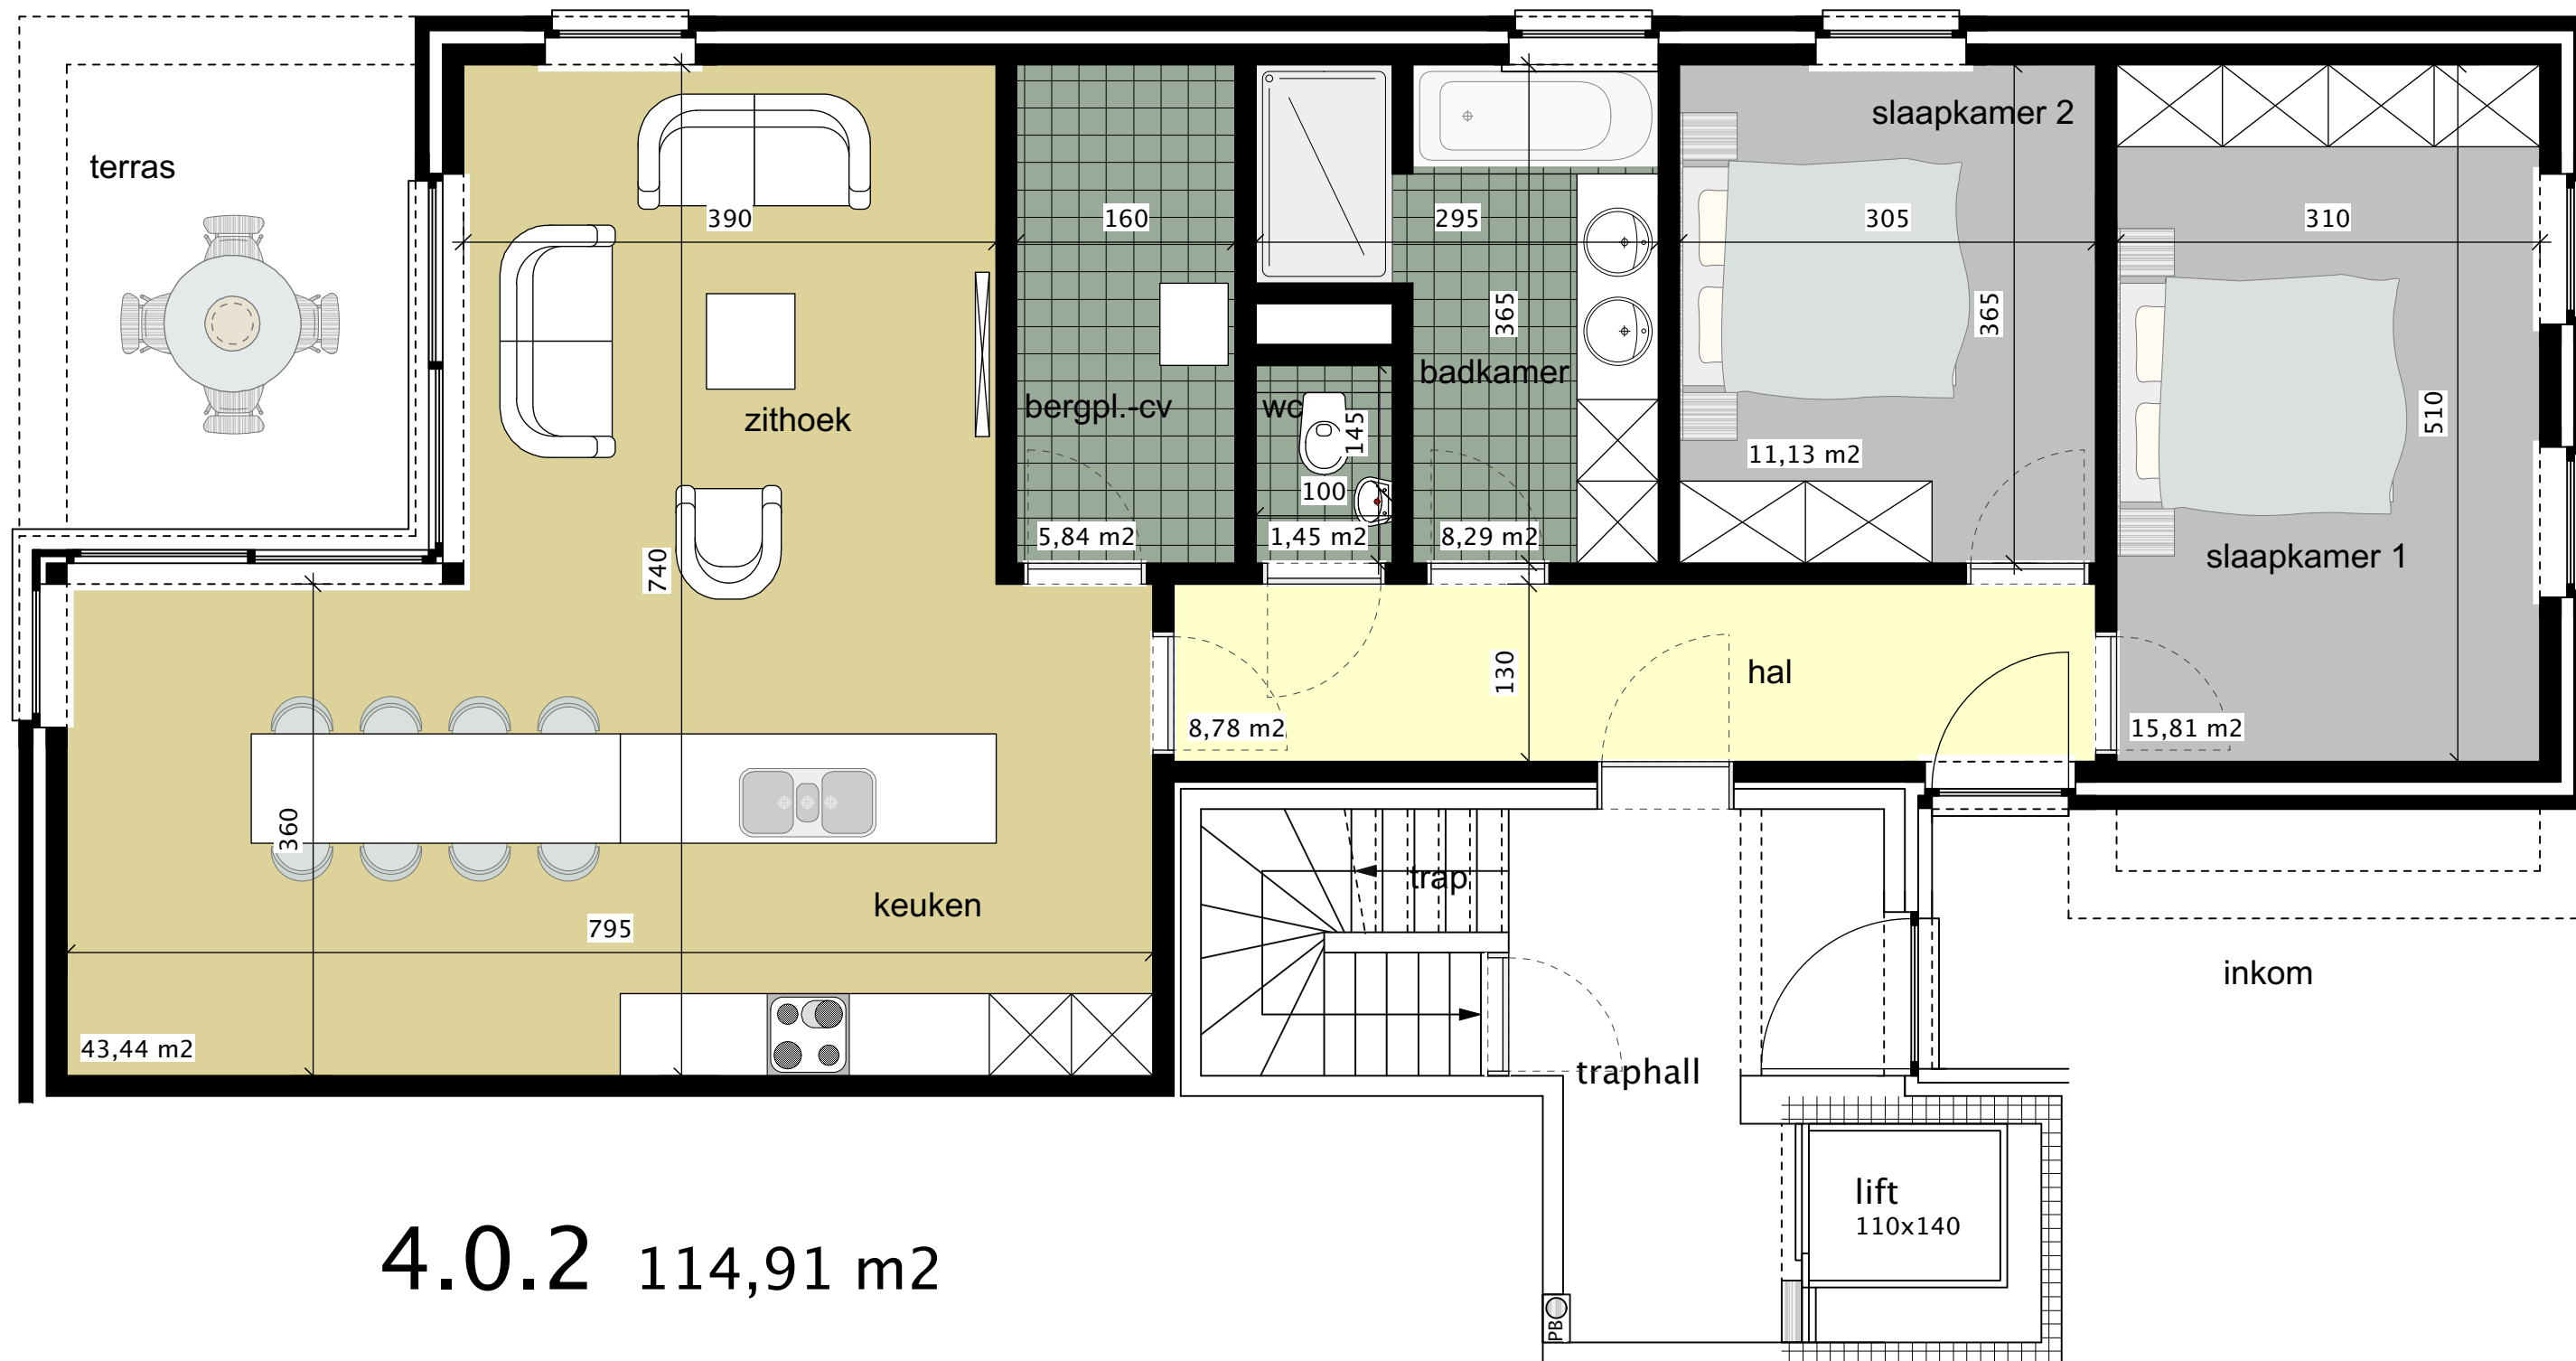 terras
slaapkamer 2
390
160
295
305
310
365
365
badkamer
bergpl.-cv
wc
145
zithoek
510
11,13 m2
100
5,84 m2
1,45 m2
8,29 m2
slaapkamer 1
740
130
hal
8,78 m2
15,81 m2
360
trap
keuken
795
inkom
43,44 m2
traphall
lift
110x140
4.0.2 114,91 m2
PB